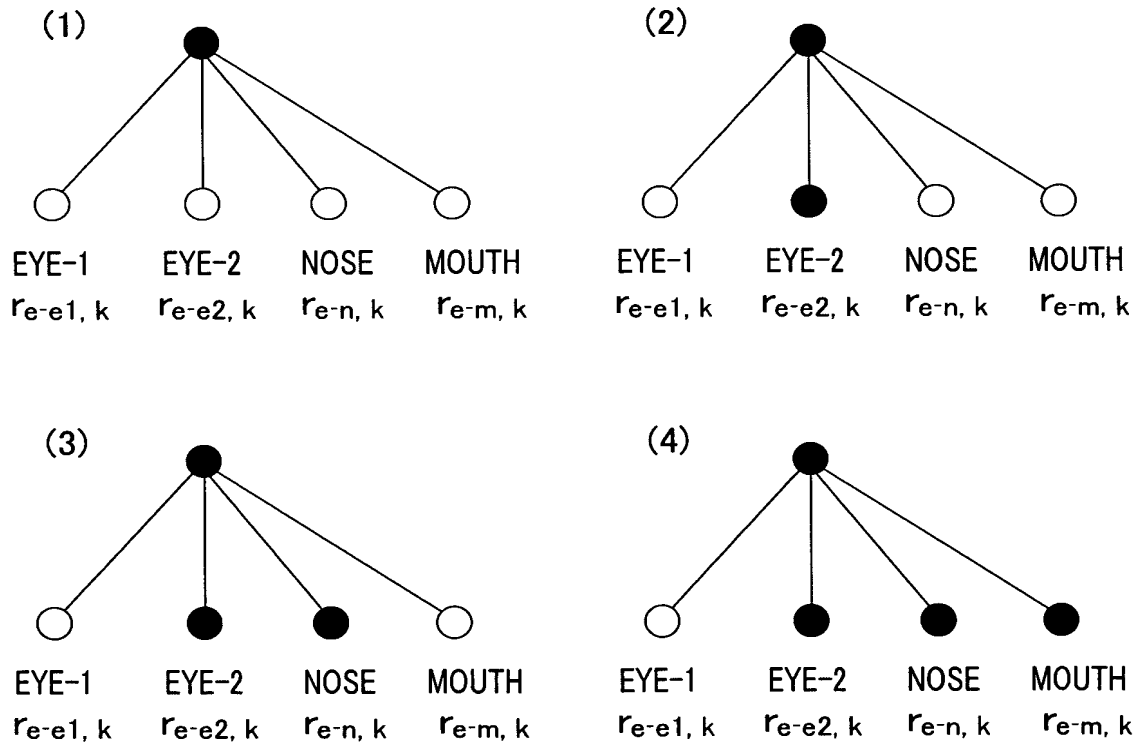 (1)
EYE-1 EYE-2 NOSE MOUTH
re-e1, k re-e2, k re-n, k re-m, k
(2)
EYE-1 EYE-2 NOSE MOUTH
re-e1, k re-e2, k re-n, k re-m, k
(3)
EYE-1 EYE-2 NOSE MOUTH
re-e1, k re-e2, k re-n, k re-m, k
(4)
EYE-1 EYE-2 NOSE MOUTH
re-e1, k re-e2, k re-n, k re-m, k